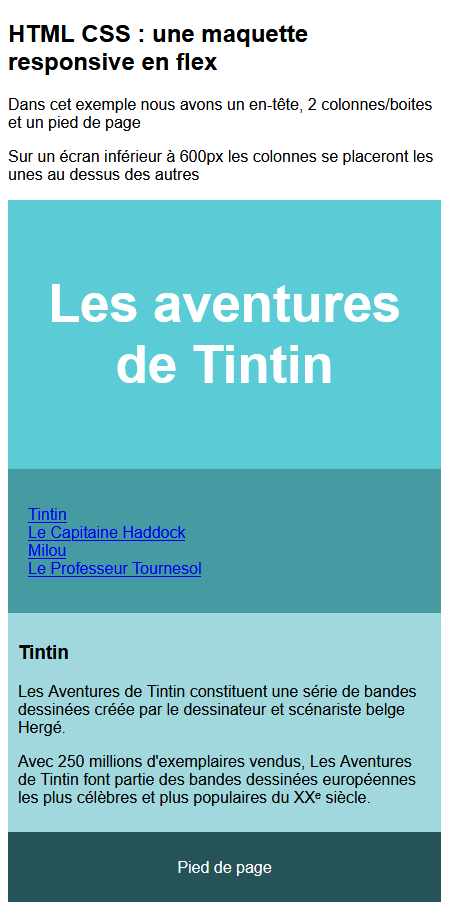 HTML CSS : une maquette
responsive en flex
Dans cet exemple nous avons un en-tête, 2 colonnes/boites
et un pied de page
Sur un écran inférieur à 600px les colonnes se placeront les
unes au dessus des autres
Les aventures
de Tintin
Tintin
Le Capitaine Haddock
Milou
Le Professeur Tournesol
Tintin
Les Aventures de Tintin constituent une série de bandes
dessinées créée par le dessinateur et scénariste belge
Hergé.
Avec 250 millions d'exemplaires vendus, Les Aventures
de Tintin font partie des bandes dessinées européennes
les plus célèbres et plus populaires du XXᵉ siècle.
Pied de page